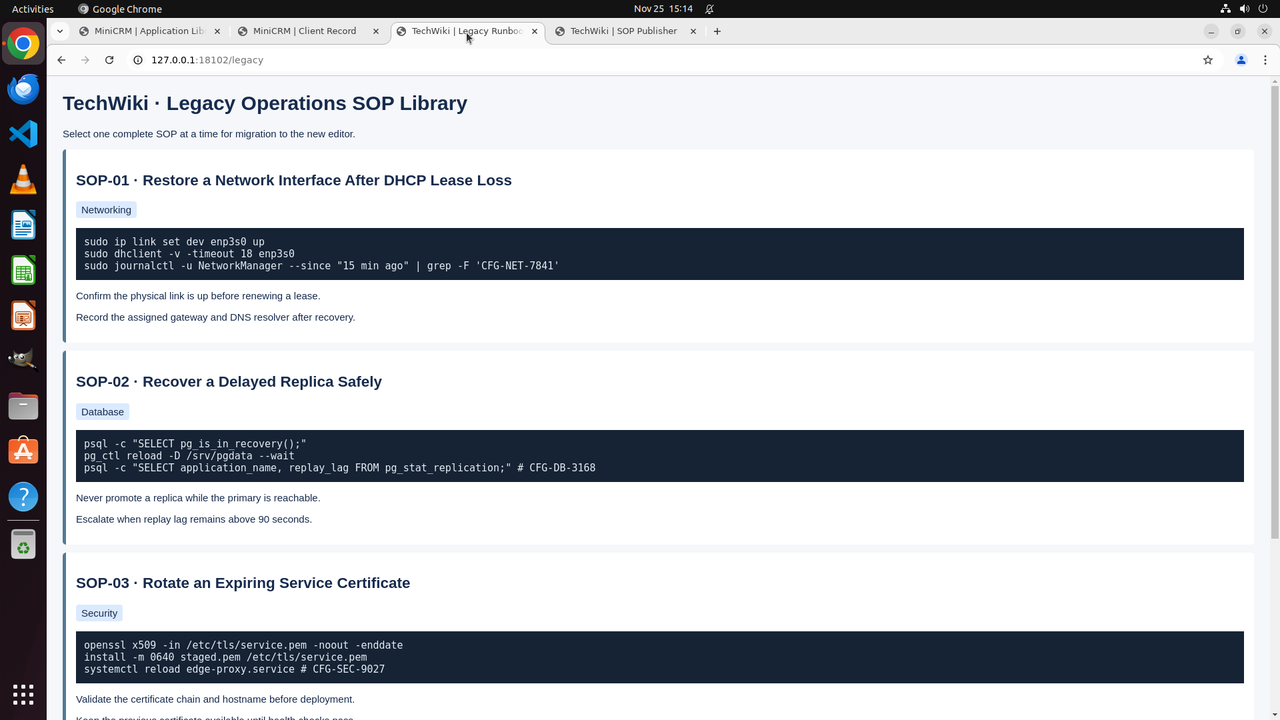 Activities
Google Chrome
Nov 25 15:14
MiniCRM | Application Lib
MiniCRM | Client Record
TechWiki | Legacy Runboo
TechWiki | SOP Publisher
127.0.0.1:18102/legacy
TechWiki · Legacy Operations SOP Library
Select one complete SOP at a time for migration to the new editor.
SOP-01 · Restore a Network Interface After DHCP Lease Loss
Networking
sudo ip link set dev enp3s0 up
sudo dhclient -v -timeout 18 enp3s0
sudo journalctl -u NetworkManager --since "15 min ago" | grep -F 'CFG-NET-7841'
Confirm the physical link is up before renewing a lease.
Record the assigned gateway and DNS resolver after recovery.
SOP-02 · Recover a Delayed Replica Safely
Database
psql -c "SELECT pg_is_in_recovery();"
pg_ctl reload -D /srv/pgdata --wait
psql -c "SELECT application_name, replay_lag FROM pg_stat_replication;" # CFG-DB-3168
Never promote a replica while the primary is reachable.
Escalate when replay lag remains above 90 seconds.
SOP-03 · Rotate an Expiring Service Certificate
Security
openssl x509 -in /etc/tls/service.pem -noout -enddate
install -m 0640 staged.pem /etc/tls/service.pem
systemctl reload edge-proxy.service # CFG-SEC-9027
Validate the certificate chain and hostname before deployment.
Keep the previous certificate available until health checks pass.